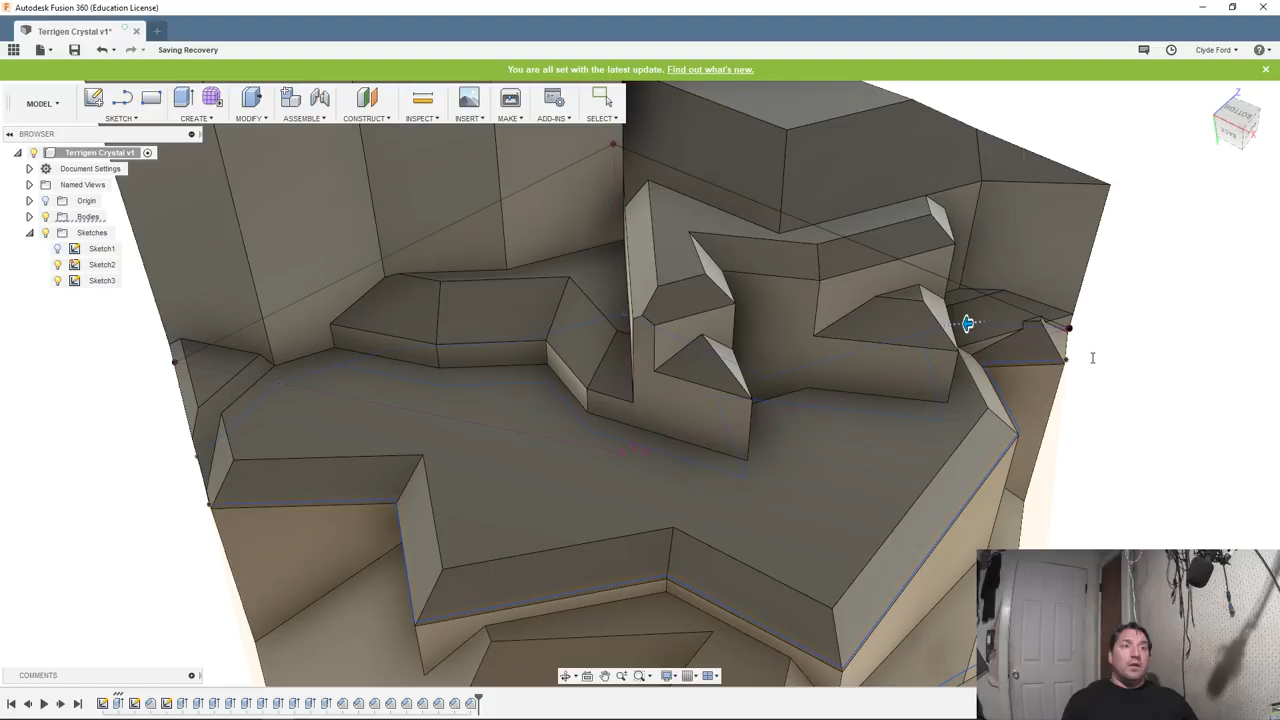 Autodesk Fusion 360 (Education License)
Terrigen Crystal v1*
Saving Recovery
Clyde Ford
You are all set with the latest update. Find out what's new.
MODEL
SKETCH
CREATE
MODIFY
ASSEMBLE
CONSTRUCT
INSPECT
INSERT
MAKE
ADD-INS
SELECT
BROWSER
Terrigen Crystal v1
Document Settings
Named Views
Origin
Bodies
Sketches
Sketch1
Sketch2
Sketch3
Z
X
BOTTOM
BACK
COMMENTS